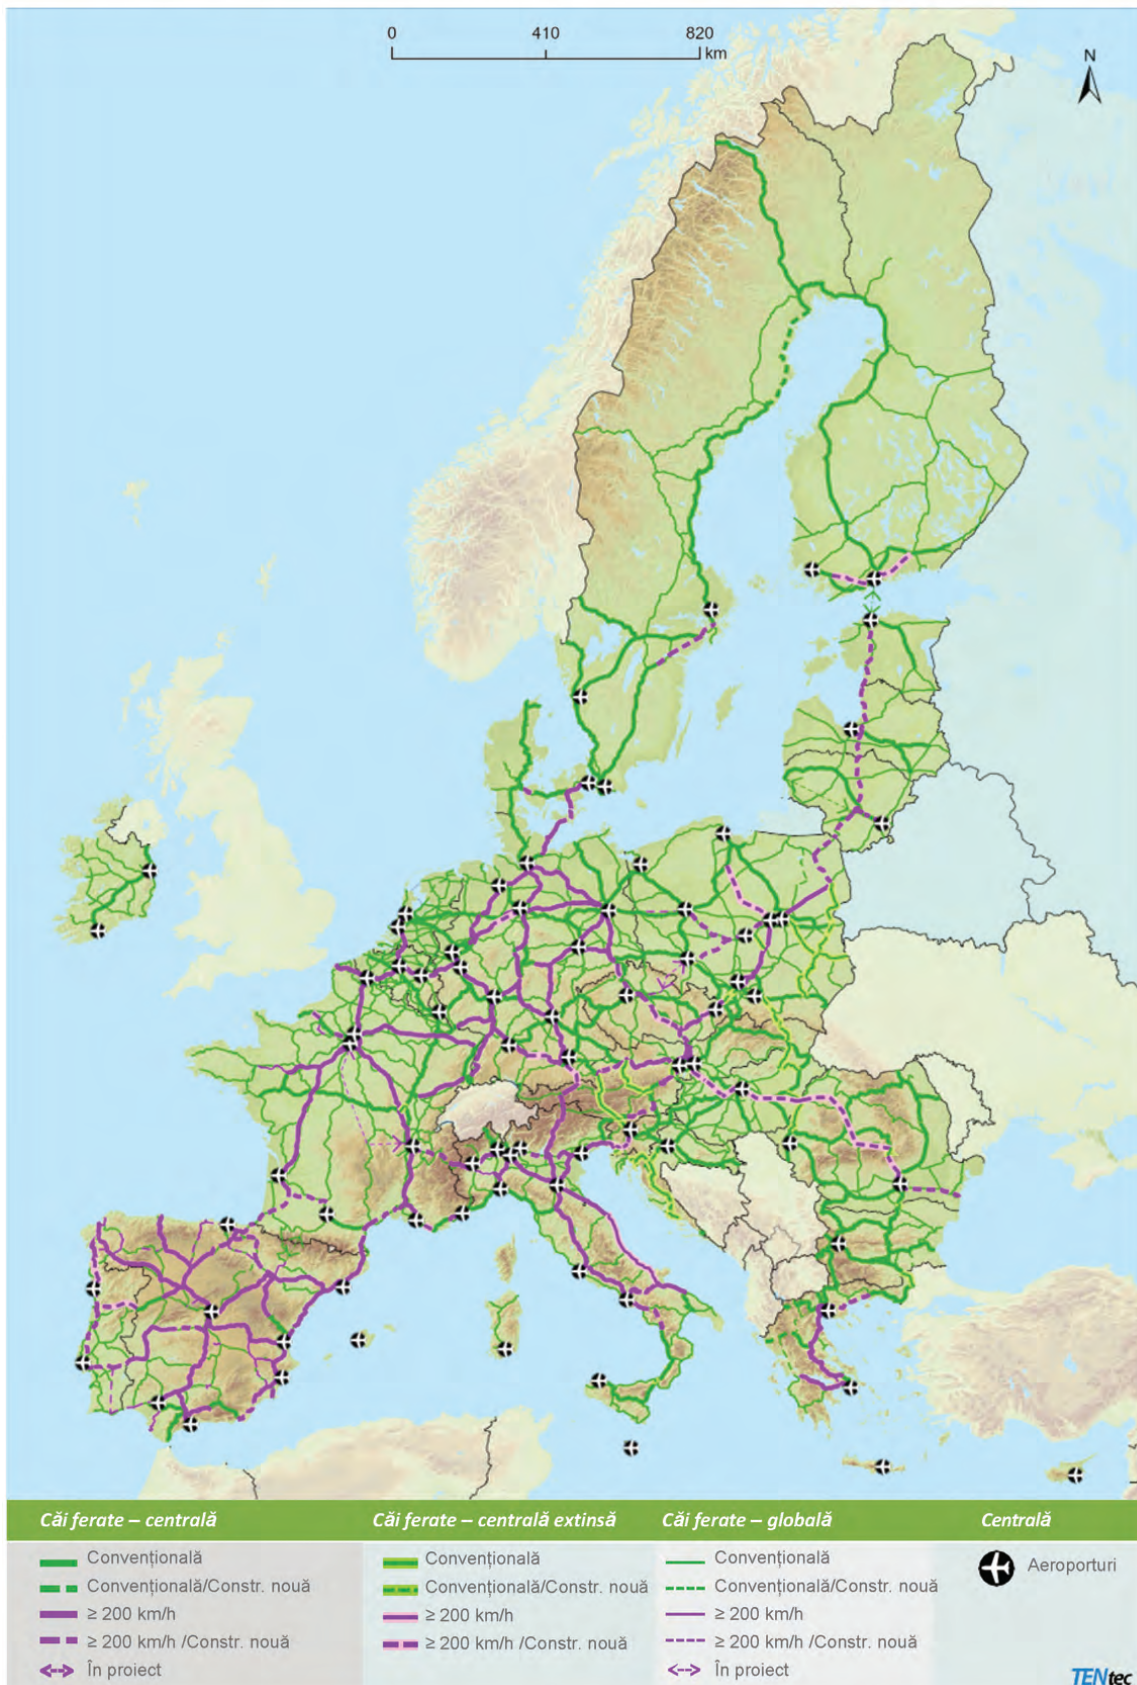 0 410 820
km
N
Căi ferate – centrală
Convențională
Convențională/Constr. nouă
≥ 200 km/h
≥ 200 km/h /Constr. nouă
În proiect
Căi ferate – centrală extinsă
Convențională
Convențională/Constr. nouă
≥ 200 km/h
≥ 200 km/h /Constr. nouă
Căi ferate – globală
Convențională
Convențională/Constr. nouă
≥ 200 km/h
≥ 200 km/h /Constr. nouă
În proiect
Centrală
Aeroporturi
TENtec